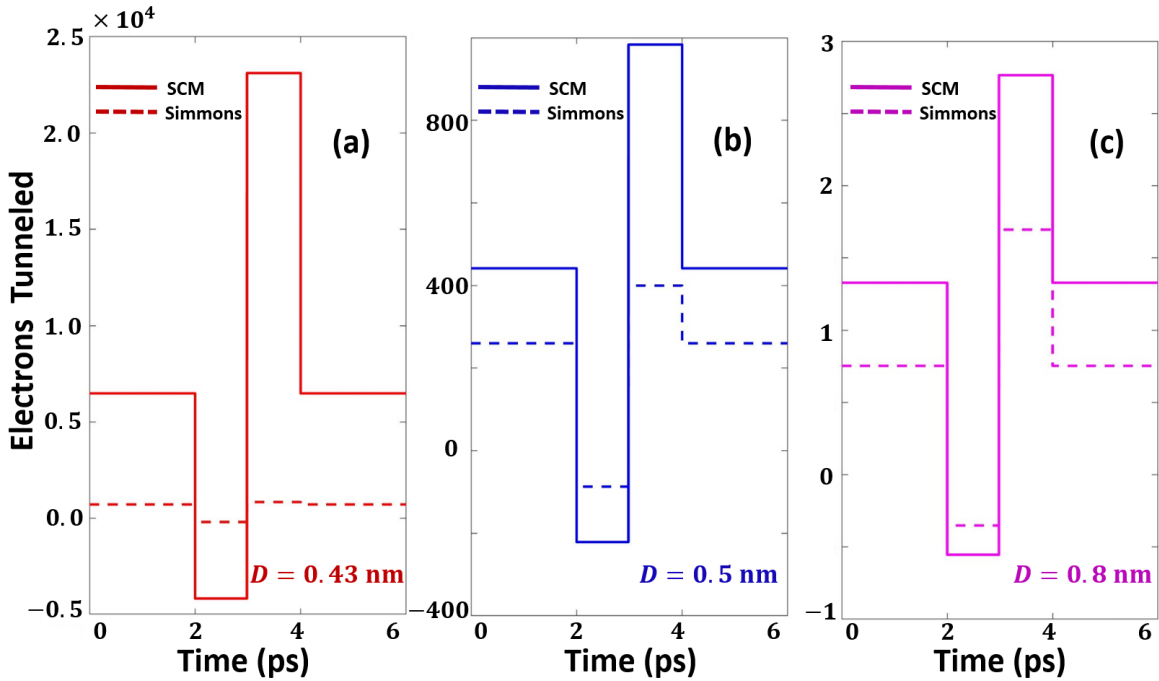 × 10⁴
2.5
2.0
1.5
1.0
0.5
0.0
−0.5
Electrons Tunneled
SCM
Simmons
(a)
D = 0.43 nm
0 2 4 6
Time (ps)
800
400
0
−400
SCM
Simmons
(b)
D = 0.5 nm
0 2 4 6
Time (ps)
3
2
1
0
−1
SCM
Simmons
(c)
D = 0.8 nm
0 2 4 6
Time (ps)